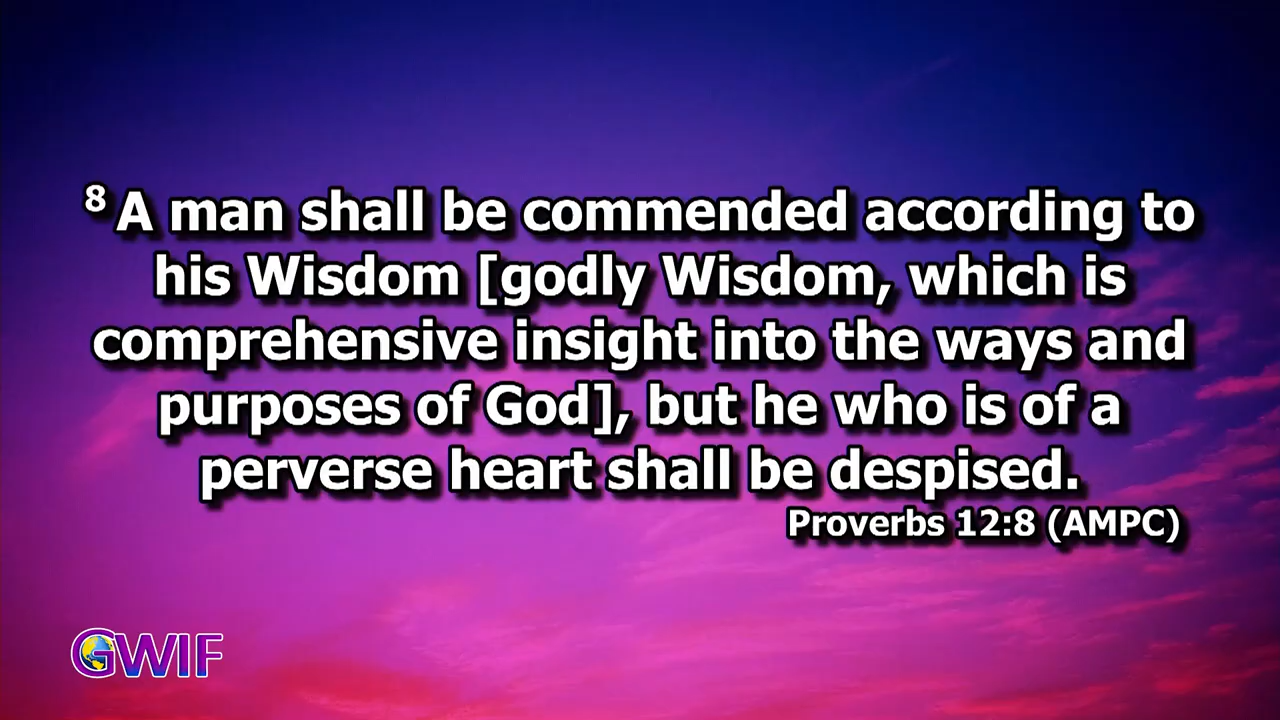 8 A man shall be commended according to
his Wisdom [godly Wisdom, which is
comprehensive insight into the ways and
purposes of God], but he who is of a
perverse heart shall be despised.
Proverbs 12:8 (AMPC)
GWIF